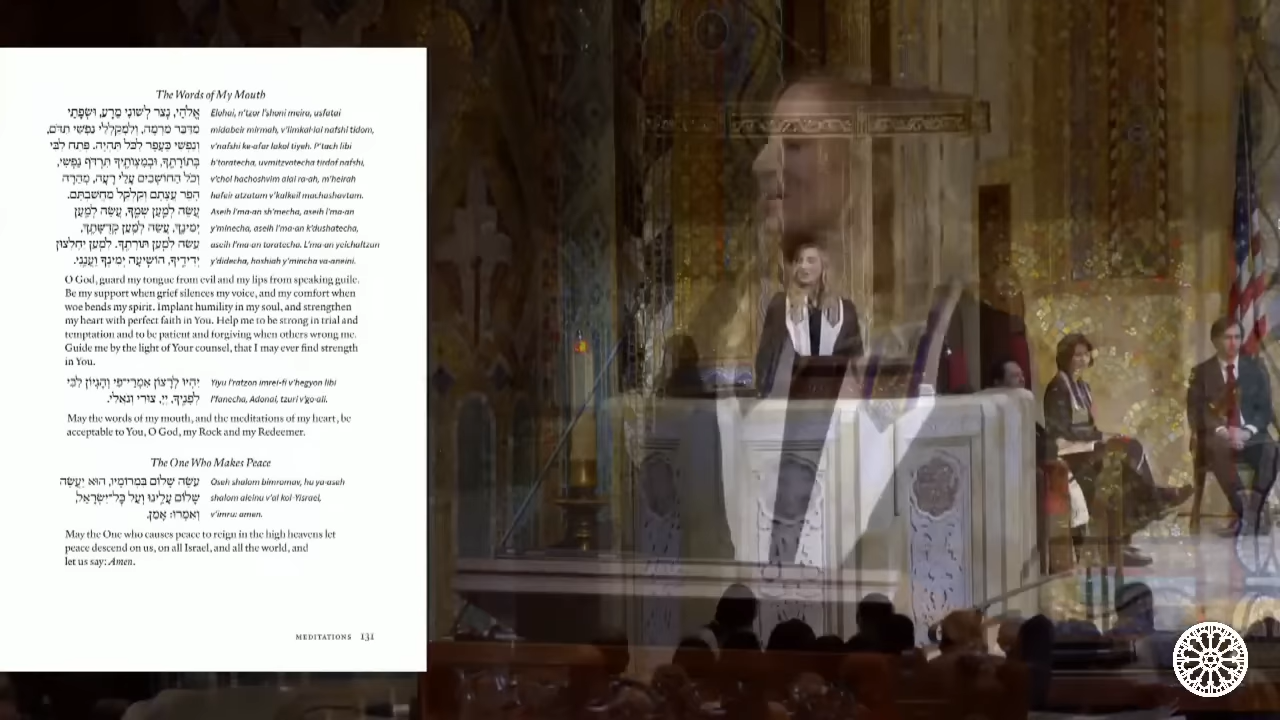 The Words of My Mouth
אֱלֹהַי, נְצֹר לְשׁוֹנִי מֵרָע, וּשְׂפָתַי
Elohai, n'tzor l'shoni meira, usfatai
מִדַּבֵּר מִרְמָה, וְלִמְקַלְלַי נַפְשִׁי תִדֹּם,
midabeir mirmah, v'limkal'lai nafshi tidom,
וְנַפְשִׁי כֶּעָפָר לַכֹּל תִּהְיֶה. פְּתַח לִבִּי
v'nafshi ke-afar lakol tiyeh. P'tach libi
בְּתוֹרָתֶךָ, וּבְמִצְוֹתֶיךָ תִּרְדֹּף נַפְשִׁי,
b'toratecha, uvmitzvotecha tirdof nafshi,
וְכֹל הַחוֹשְׁבִים עָלַי רָעָה, מְהֵרָה
v'chol hachoshvim alai ra-ah, m'heirah
הָפֵר עֲצָתָם וְקַלְקֵל מַחֲשַׁבְתָּם.
hafeir atzatam v'kalkeil machashavtam.
עֲשֵׂה לְמַעַן שְׁמֶךָ, עֲשֵׂה לְמַעַן
Aseih l'ma-an sh'mecha, aseih l'ma-an
יְמִינֶךָ, עֲשֵׂה לְמַעַן קְדֻשָּׁתֶךָ,
y'minecha, aseih l'ma-an k'dushatecha,
עֲשֵׂה לְמַעַן תּוֹרָתֶךָ. לְמַעַן יֵחָלְצוּן
aseih l'ma-an toratecha. L'ma-an yeichaltzun
יְדִידֶיךָ, הוֹשִׁיעָה יְמִינְךָ וַעֲנֵנִי.
y'didecha, hoshiah y'mincha va-aneini.
O God, guard my tongue from evil and my lips from speaking guile.
Be my support when grief silences my voice, and my comfort when
woe bends my spirit. Implant humility in my soul, and strengthen
my heart with perfect faith in You. Help me to be strong in trial and
temptation and to be patient and forgiving when others wrong me.
Guide me by the light of Your counsel, that I may ever find strength
in You.
יִהְיוּ לְרָצוֹן אִמְרֵי־פִי וְהֶגְיוֹן לִבִּי
Yiyu l'ratzon imrei-fi v'hegyon libi
לְפָנֶיךָ, יְיָ, צוּרִי וְגֹאֲלִי.
l'fanecha, Adonai, tzuri v'go-ali.
May the words of my mouth, and the meditations of my heart, be
acceptable to You, O God, my Rock and my Redeemer.
The One Who Makes Peace
עֹשֶׂה שָׁלוֹם בִּמְרוֹמָיו, הוּא יַעֲשֶׂה
Oseh shalom bimromav, hu ya-aseh
שָׁלוֹם עָלֵינוּ וְעַל כָּל־יִשְׂרָאֵל,
shalom aleinu v'al kol-Yisrael,
וְאִמְרוּ: אָמֵן.
v'imru: amen.
May the One who causes peace to reign in the high heavens let
peace descend on us, on all Israel, and all the world, and
let us say: Amen.
MEDITATIONS 131